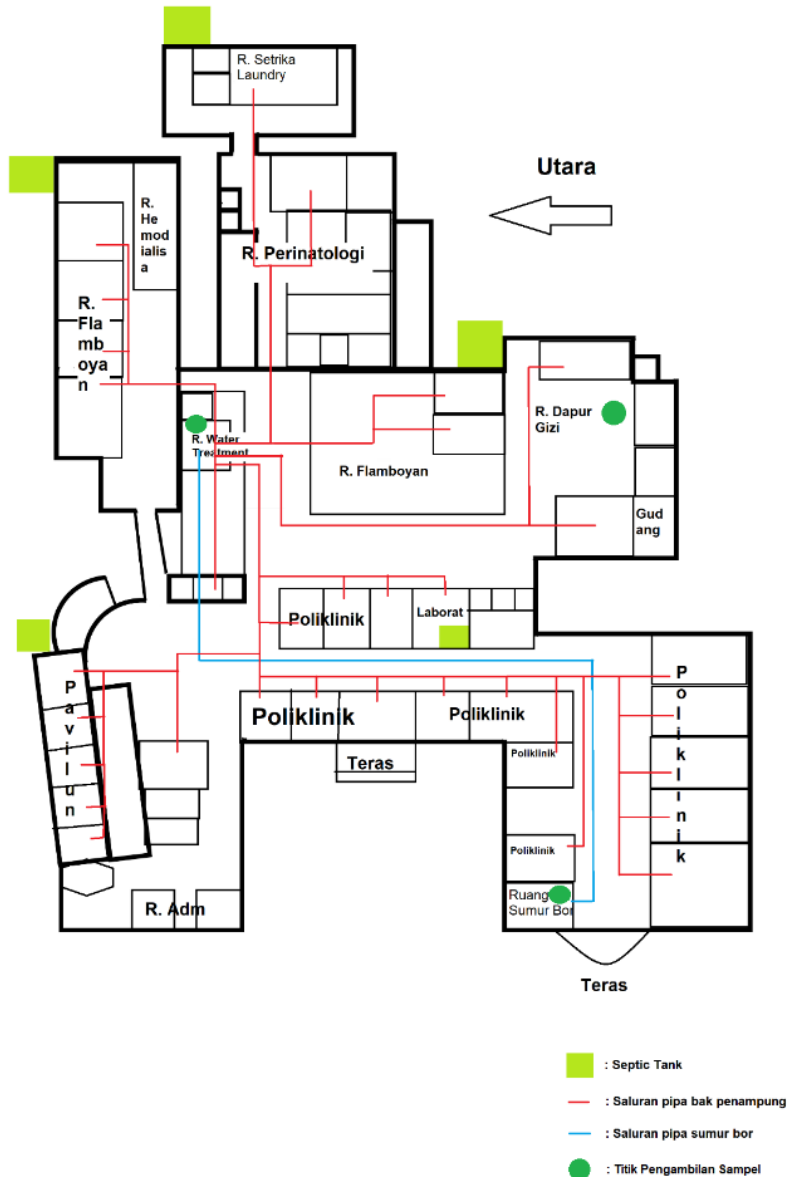 R. Setrika
Laundry
Utara
R.
He
mod
ialis
a
R. Perinatologi
R.
Fla
mb
oya
n
R. Dapur
Gizi
R. Water
Treatment
R. Flamboyan
Gud
ang
Poliklinik
Laborat
P
a
v
i
l
u
n
P
o
l
i
k
l
i
n
i
k
Poliklinik
Poliklinik
Poliklinik
Teras
Poliklinik
Ruang
Sumur Bor
R. Adm
Teras
: Septic Tank
: Saluran pipa bak penampung
: Saluran pipa sumur bor
: Titik Pengambilan Sampel